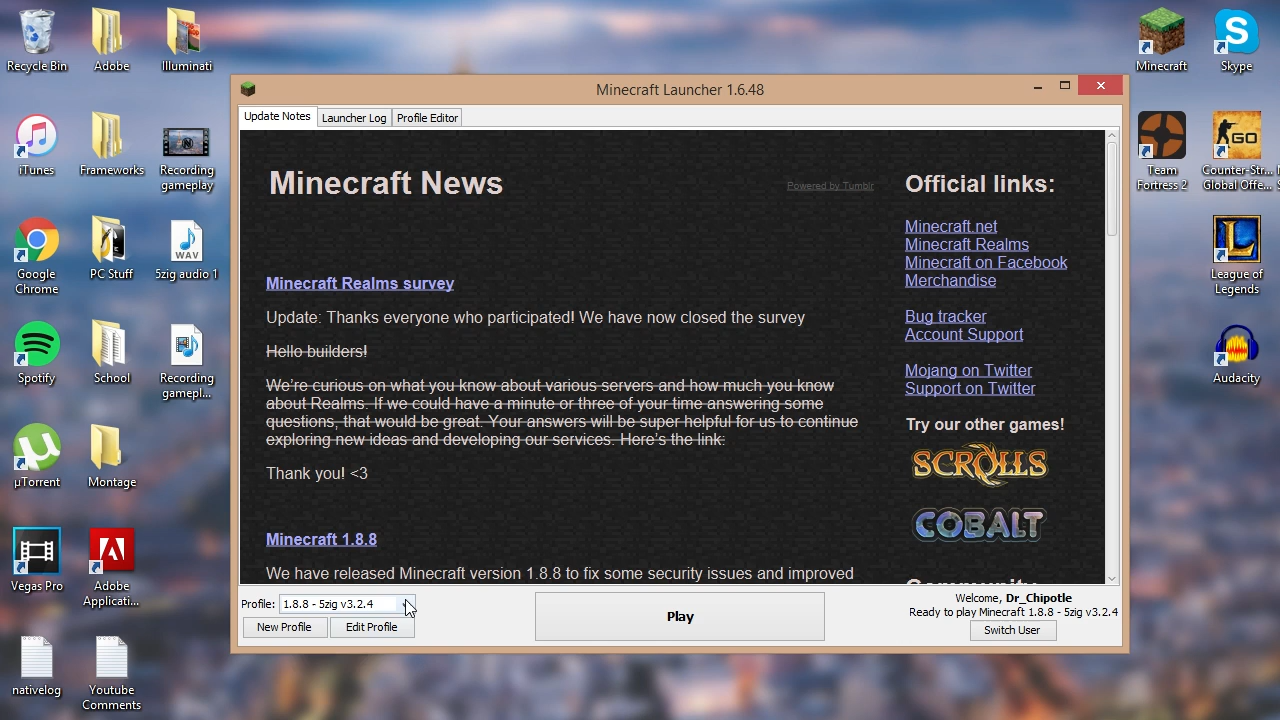 Recycle Bin
Adobe
Illuminati
iTunes
Frameworks
Recording
gameplay
Google
Chrome
PC Stuff
WAV
5zig audio 1
Spotify
School
Recording
gamepl...
µTorrent
Montage
Vegas Pro
Adobe
Applicati...
nativelog
Youtube
Comments
Minecraft Launcher 1.6.48
Update Notes
Launcher Log
Profile Editor
Minecraft News
Powered by Tumblr
Minecraft Realms survey
Update: Thanks everyone who participated! We have now closed the survey
Hello builders!
We're curious on what you know about various servers and how much you know
about Realms. If we could have a minute or three of your time answering some
questions, that would be great. Your answers will be super helpful for us to continue
exploring new ideas and developing our services. Here's the link:
Thank you! <3
Minecraft 1.8.8
We have released Minecraft version 1.8.8 to fix some security issues and improved
Official links:
Minecraft.net
Minecraft Realms
Minecraft on Facebook
Merchandise
Bug tracker
Account Support
Mojang on Twitter
Support on Twitter
Try our other games!
SCROLLS
COBALT
Community
Profile:
1.8.8 - 5zig v3.2.4
New Profile
Edit Profile
Play
Welcome, Dr_Chipotle
Ready to play Minecraft 1.8.8 - 5zig v3.2.4
Switch User
Minecraft
Skype
Team
Fortress 2
GO
Counter-Str...
Global Offe...
League of
Legends
Audacity